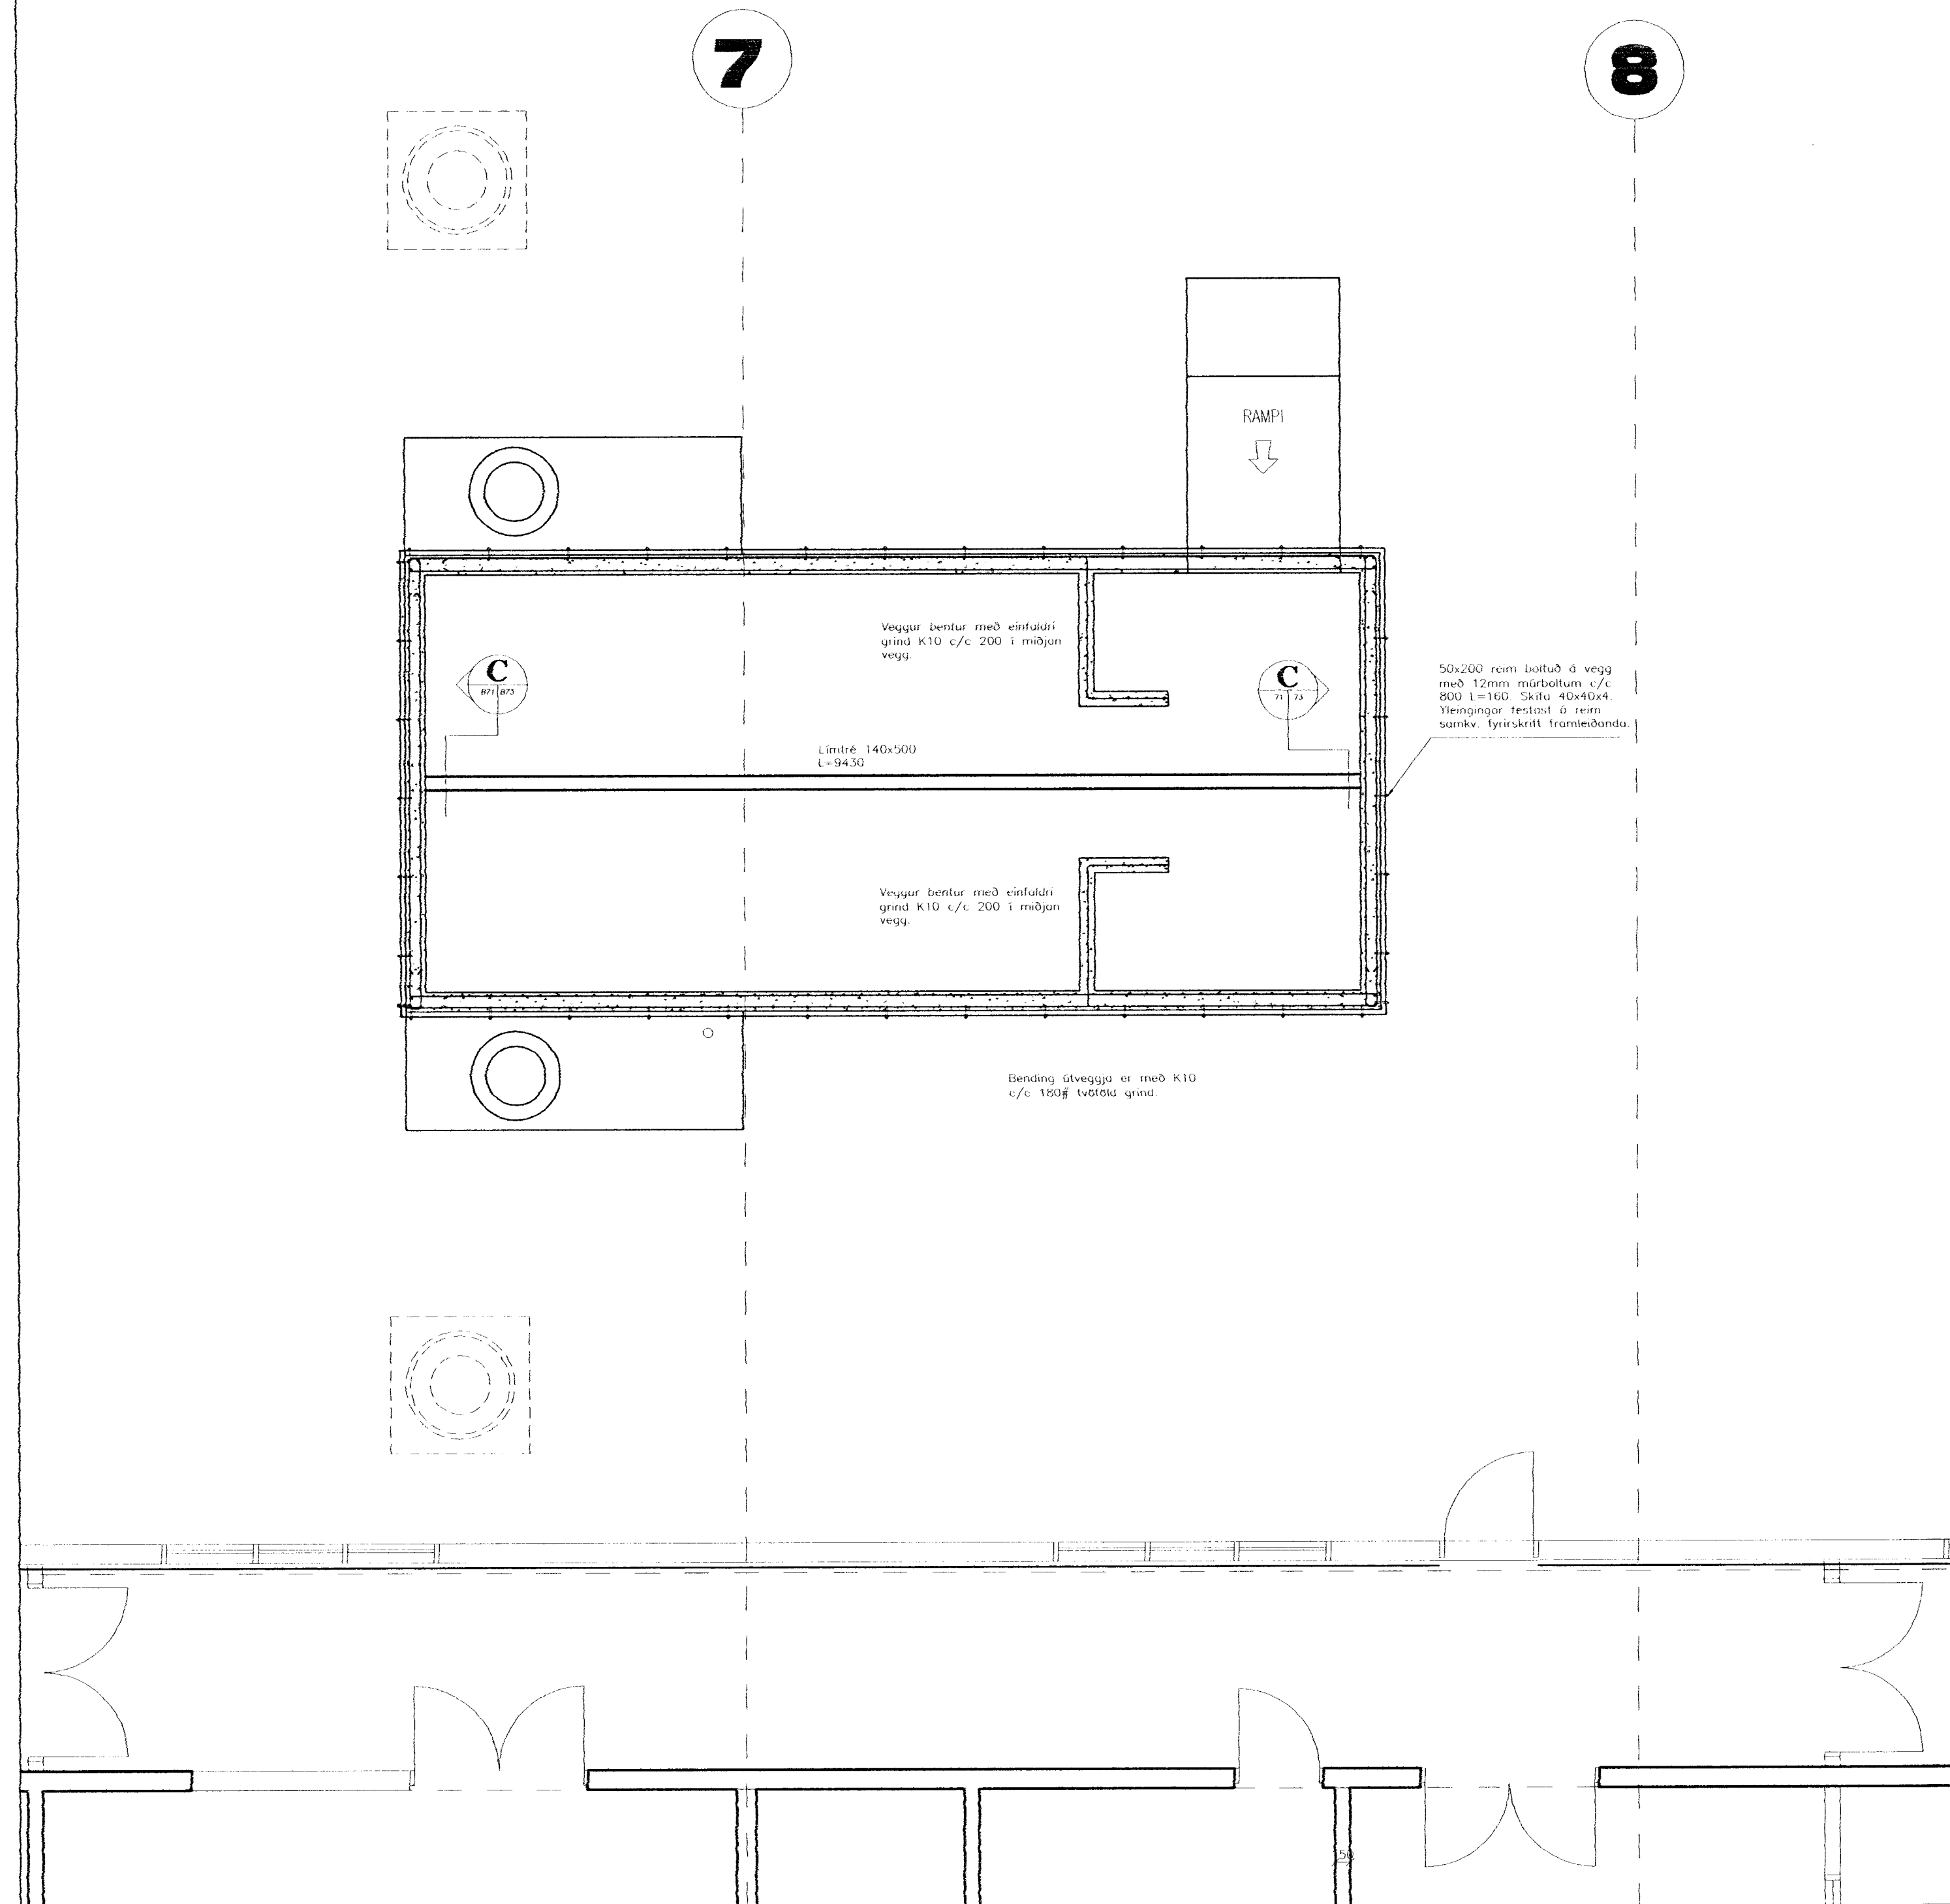 7
8
RAMPI
Veggur bentur með einfaldri
grind K10 c/c 200 í miðjan
vegg.
C
B71 B73
C
71 73
50x200 reim boltuð á vegg
með 12mm múrboltum c/c
800 L=160. Skífa 40x40x4.
Yleiningar festast á reim
samkv. fyrirskrift framleiðanda.
Límtré 140x500
L=9430
Veggur bentur með einfaldri
grind K10 c/c 200 í miðjan
vegg.
Bending útveggja er með K10
c/c 180# tvöföld grind.